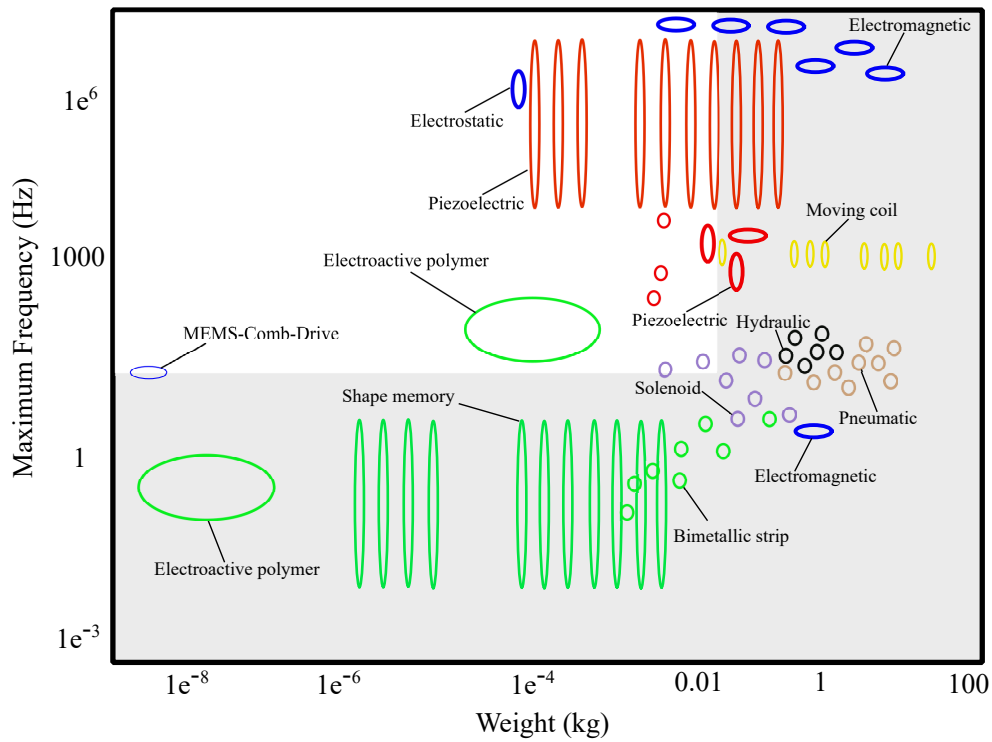 Electromagnetic
1e⁶
Electrostatic
Piezoelectric
Moving coil
Maximum Frequency (Hz)
1000
Electroactive polymer
Piezoelectric
Hydraulic
MEMS-Comb-Drive
Solenoid
Shape memory
Pneumatic
1
Electromagnetic
Bimetallic strip
Electroactive polymer
1e⁻³
1e⁻⁸
1e⁻⁶
1e⁻⁴
0.01
1
100
Weight (kg)